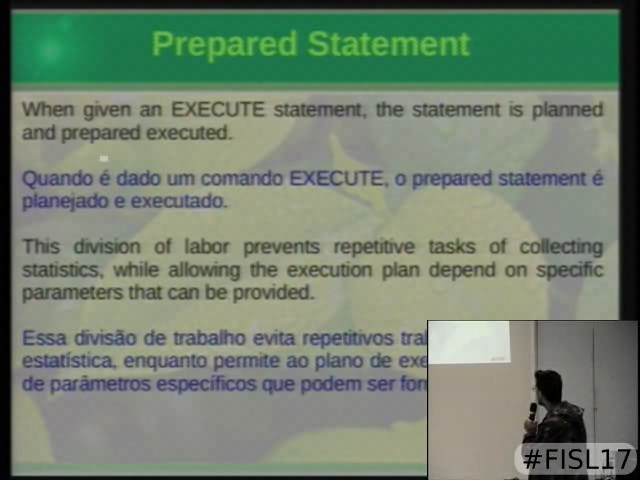 Prepared Statement
When given an EXECUTE statement, the statement is planned
and prepared executed.
Quando é dado um comando EXECUTE, o prepared statement é
planejado e executado.
This division of labor prevents repetitive tasks of collecting
statistics, while allowing the execution plan depend on specific
parameters that can be provided.
Essa divisão de trabalho evita repetitivos
estatística, enquanto permite ao plano de
de parâmetros específicos que podem ser
#FISL17